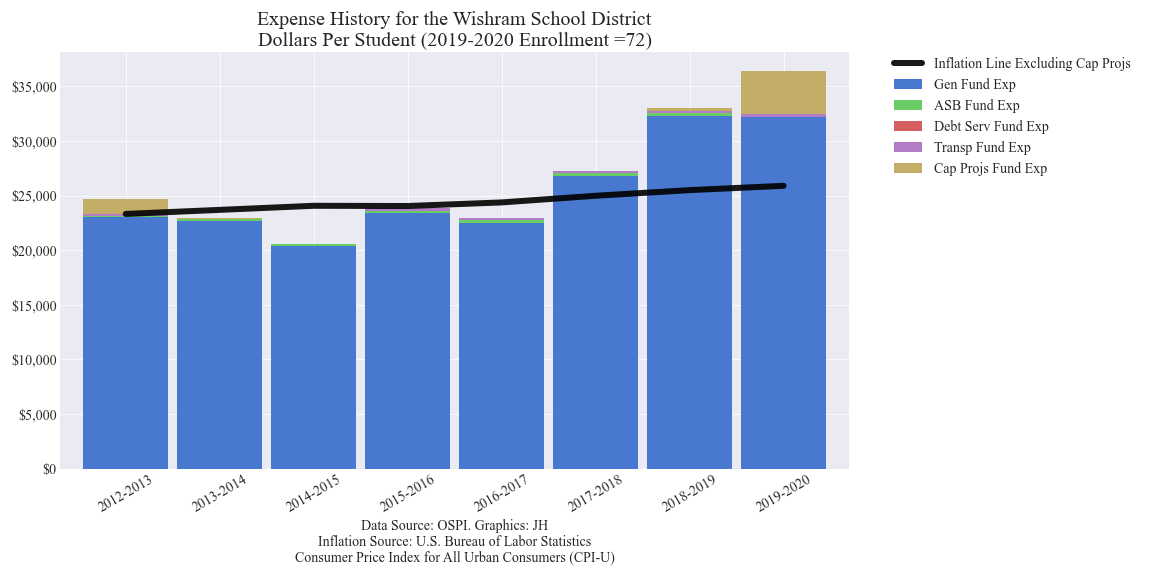 Expense History for the Wishram School District
Dollars Per Student (2019-2020 Enrollment =72)
$35,000
$30,000
$25,000
$20,000
$15,000
$10,000
$5,000
$0
2012-2013
2013-2014
2014-2015
2015-2016
2016-2017
2017-2018
2018-2019
2019-2020
Data Source: OSPI. Graphics: JH
Inflation Source: U.S. Bureau of Labor Statistics
Consumer Price Index for All Urban Consumers (CPI-U)
Inflation Line Excluding Cap Projs
Gen Fund Exp
ASB Fund Exp
Debt Serv Fund Exp
Transp Fund Exp
Cap Projs Fund Exp